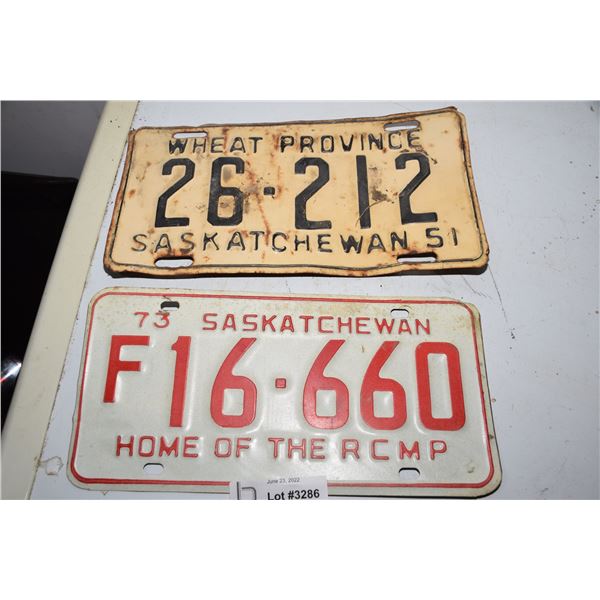 WHEAT PROVINCE
26·212
SASKATCHEWAN 51
73 SASKATCHEWAN
F16·660
HOME OF THE RCMP
June 23, 2022
Lot #3286